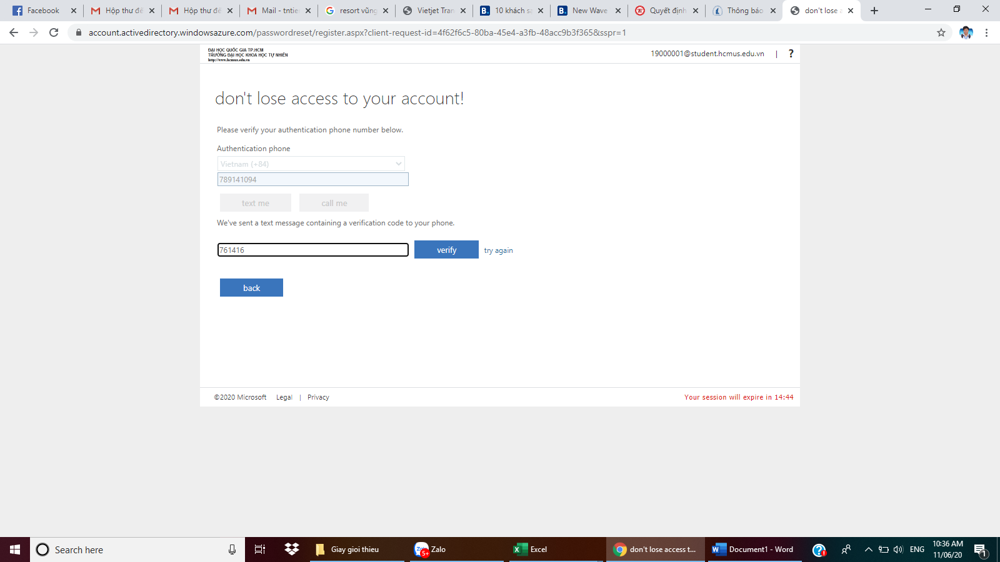 Facebook
Hộp thư đế
Hộp thư đế
Mail - tntie
resort vũng
Vietjet Tran
10 khách sạ
New Wave
Quyết định
Thông báo
don't lose a
account.activedirectory.windowsazure.com/passwordreset/register.aspx?client-request-id=4f62f6c5-80ba-45e4-a3fb-48acc9b3f365&sspr=1
ĐẠI HỌC QUỐC GIA TP.HCM
TRƯỜNG ĐẠI HỌC KHOA HỌC TỰ NHIÊN
http://www.hcmus.edu.vn
19000001@student.hcmus.edu.vn | ?
don't lose access to your account!
Please verify your authentication phone number below.
Authentication phone
Vietnam (+84)
789141094
text me
call me
We've sent a text message containing a verification code to your phone.
761416
verify
try again
back
©2020 Microsoft Legal | Privacy
Your session will expire in 14:44
Search here
Giay gioi thieu
Zalo
5+
Excel
don't lose access t...
Document1 - Word
ENG
10:36 AM
11/06/20
1